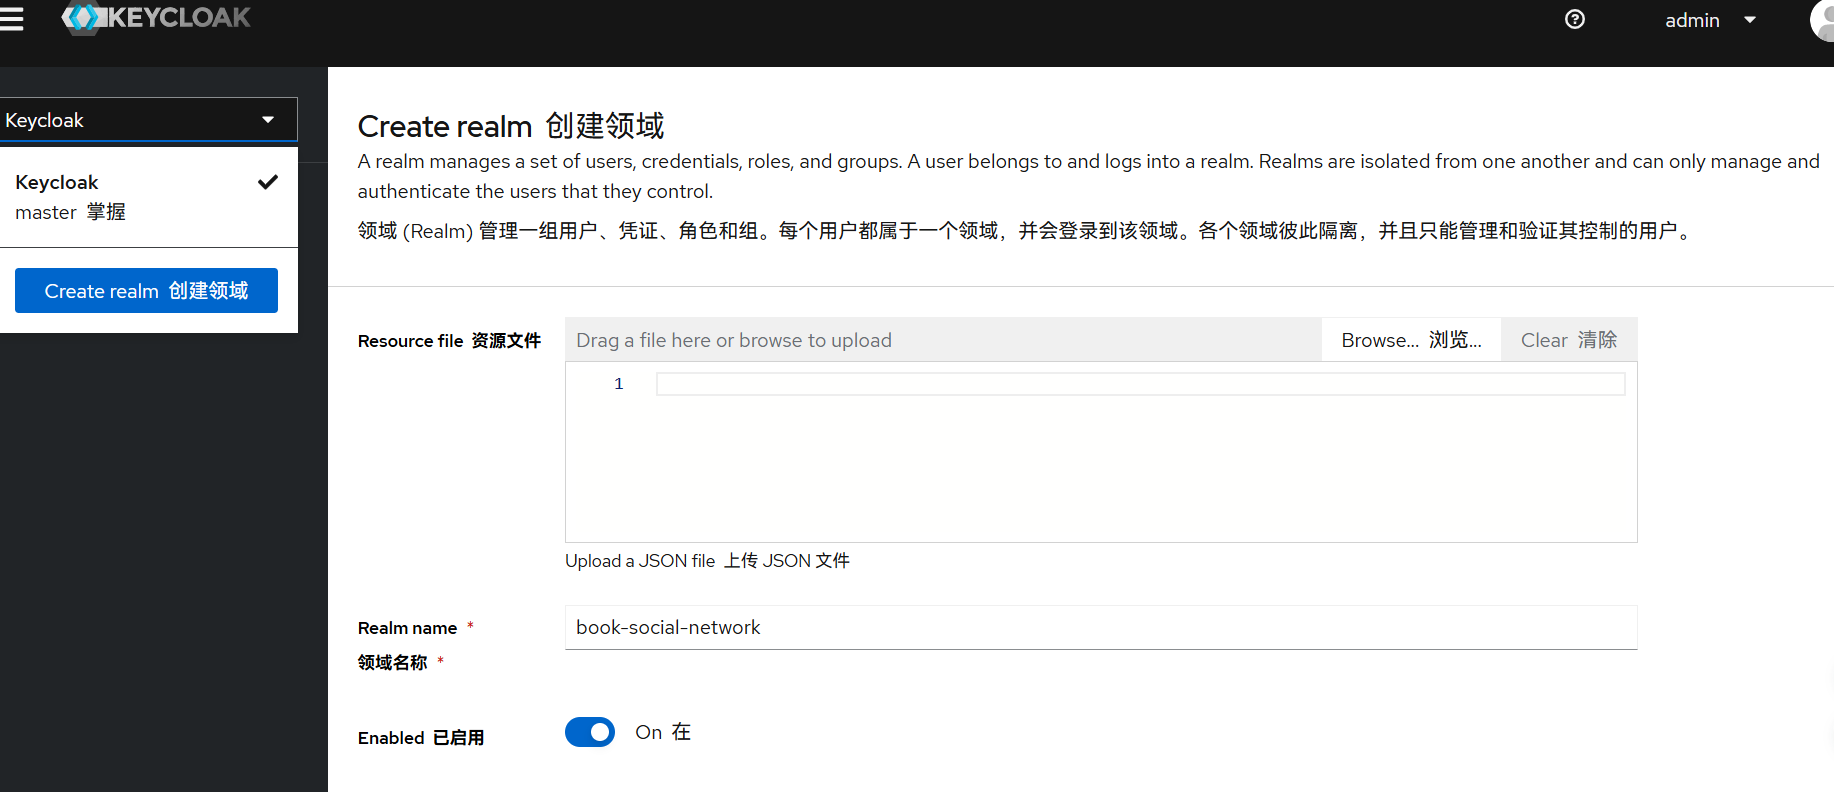 KEYCLOAK
admin
Keycloak
Keycloak
master 掌握
Create realm 创建领域
Create realm 创建领域
A realm manages a set of users, credentials, roles, and groups. A user belongs to and logs into a realm. Realms are isolated from one another and can only manage and
authenticate the users that they control.
领域 (Realm) 管理一组用户、凭证、角色和组。每个用户都属于一个领域，并会登录到该领域。各个领域彼此隔离，并且只能管理和验证其控制的用户。
Resource file 资源文件
Drag a file here or browse to upload
Browse... 浏览...
Clear 清除
1
Upload a JSON file 上传 JSON 文件
Realm name *
领域名称 *
book-social-network
Enabled 已启用
On 在